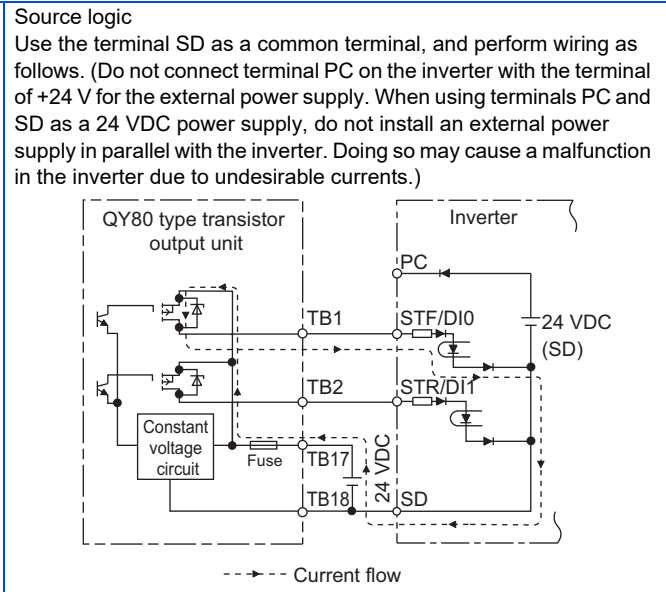 Source logic
Use the terminal SD as a common terminal, and perform wiring as
follows. (Do not connect terminal PC on the inverter with the terminal
of +24 V for the external power supply. When using terminals PC and
SD as a 24 VDC power supply, do not install an external power
supply in parallel with the inverter. Doing so may cause a malfunction
in the inverter due to undesirable currents.)
QY80 type transistor
output unit
Inverter
PC
TB1
STF/DI0
24 VDC
(SD)
TB2
STR/DI1
Constant
voltage
circuit
Fuse
TB17
24 VDC
TB18
SD
Current flow